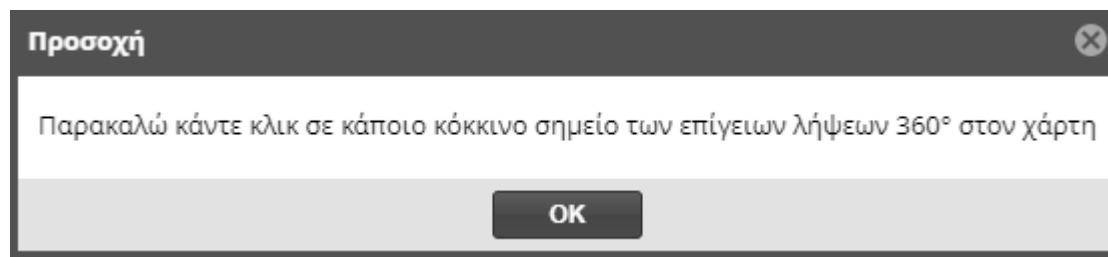 Προσοχή
Παρακαλώ κάντε κλικ σε κάποιο κόκκινο σημείο των επίγειων λήψεων 360° στον χάρτη
OK